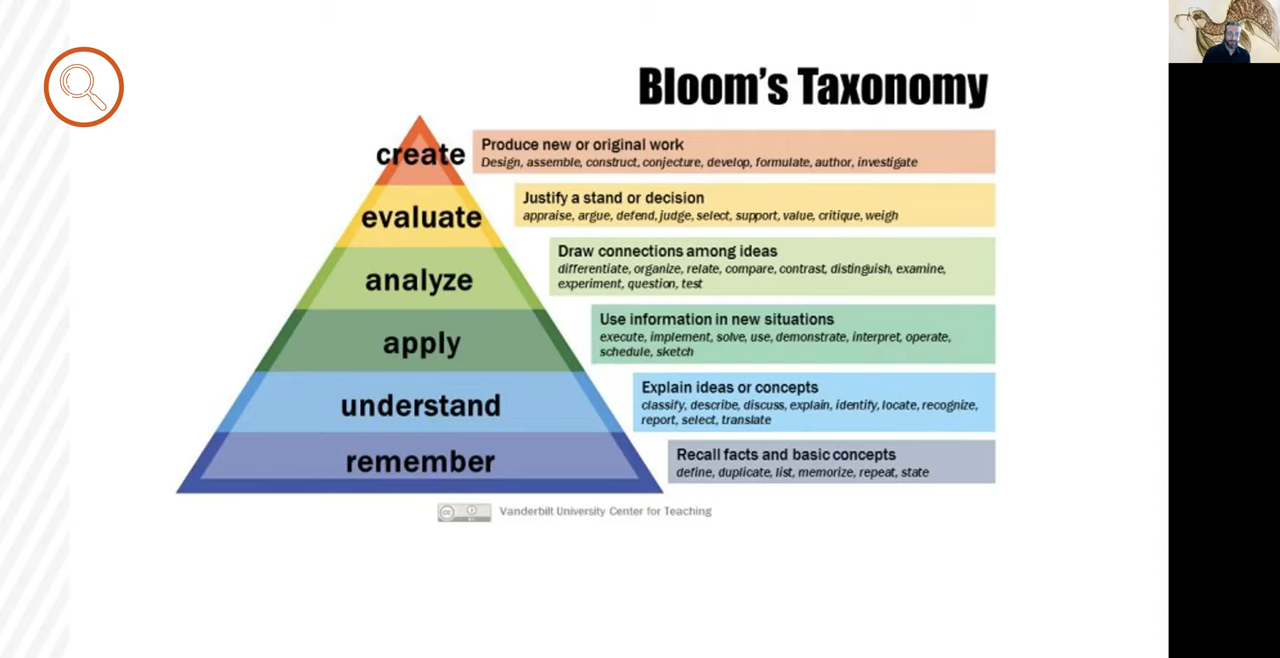 Bloom's Taxonomy
create
Produce new or original work
Design, assemble, construct, conjecture, develop, formulate, author, investigate
evaluate
Justify a stand or decision
appraise, argue, defend, judge, select, support, value, critique, weigh
analyze
Draw connections among ideas
differentiate, organize, relate, compare, contrast, distinguish, examine,
experiment, question, test
apply
Use information in new situations
execute, implement, solve, use, demonstrate, interpret, operate,
schedule, sketch
understand
Explain ideas or concepts
classify, describe, discuss, explain, identify, locate, recognize,
report, select, translate
remember
Recall facts and basic concepts
define, duplicate, list, memorize, repeat, state
cc
Vanderbilt University Center for Teaching